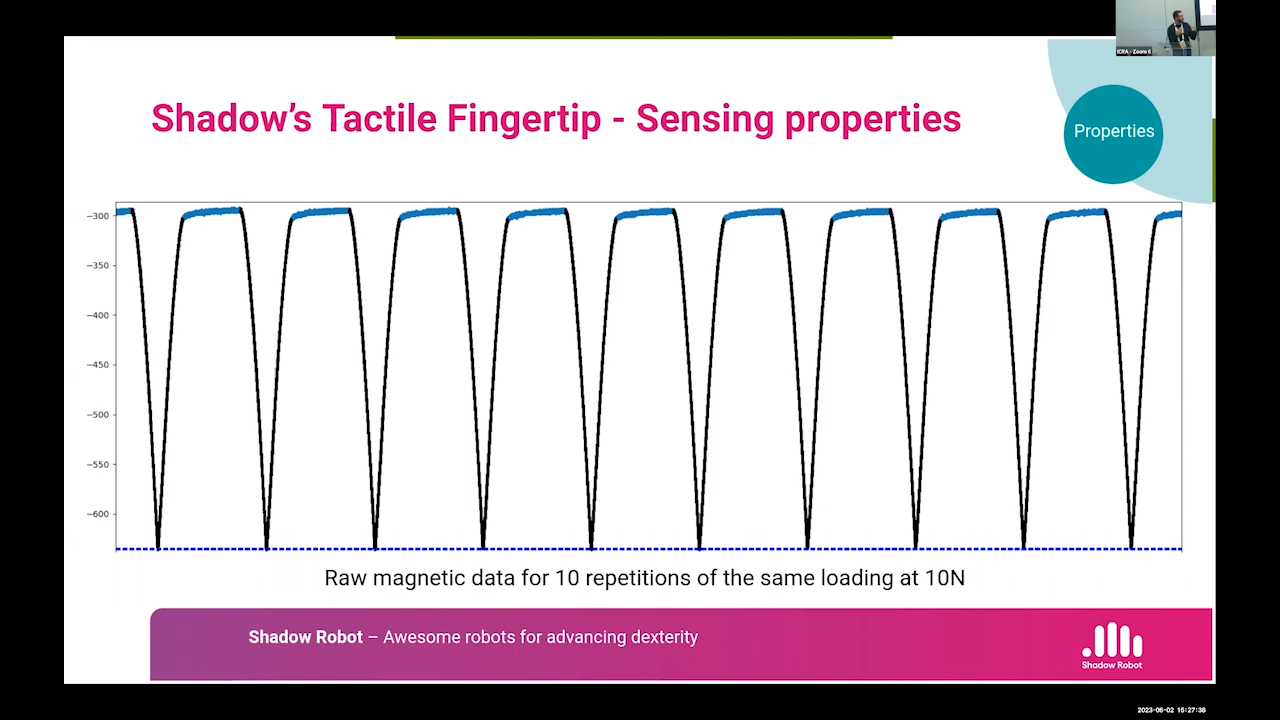 ICRA - Zoom 6
Shadow's Tactile Fingertip - Sensing properties
Properties
−300
−350
−400
−450
−500
−550
−600
Raw magnetic data for 10 repetitions of the same loading at 10N
Shadow Robot – Awesome robots for advancing dexterity
Shadow Robot
2023-06-02 15:27:38